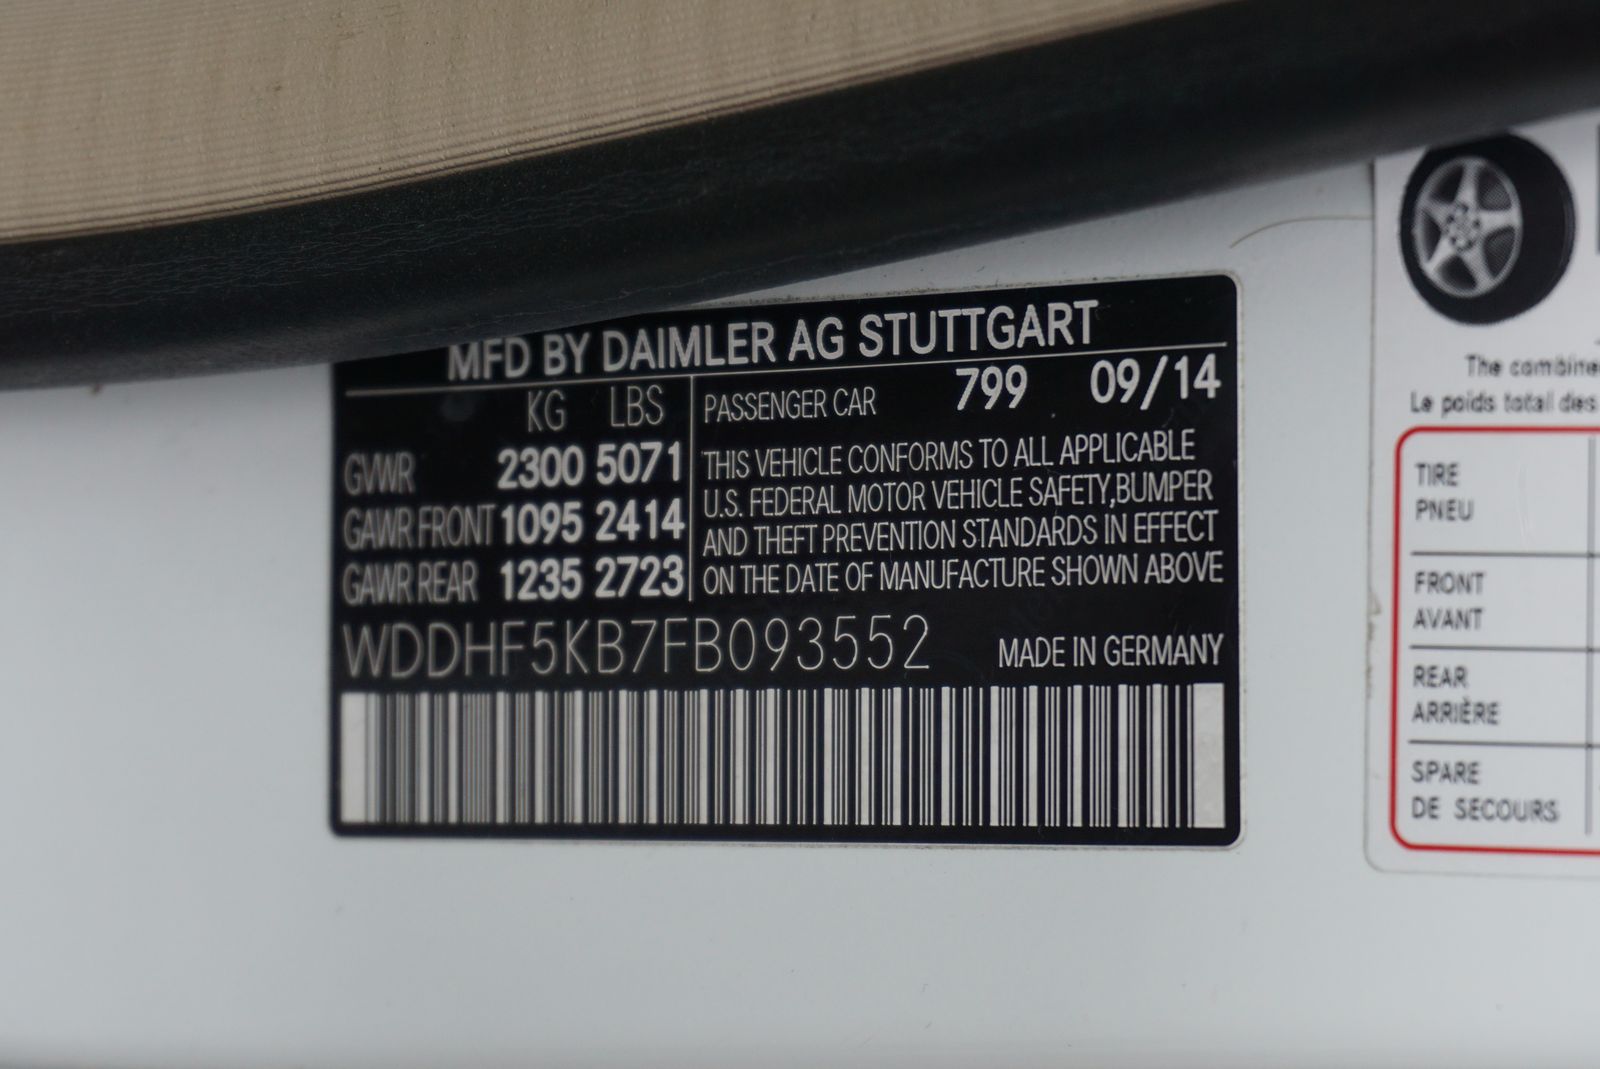 MFD BY DAIMLER AG STUTTGART
KG LBS
GVWR 2300 5071
GAWR FRONT 1095 2414
GAWR REAR 1235 2723
PASSENGER CAR 799 09/14
THIS VEHICLE CONFORMS TO ALL APPLICABLE
U.S. FEDERAL MOTOR VEHICLE SAFETY,BUMPER
AND THEFT PREVENTION STANDARDS IN EFFECT
ON THE DATE OF MANUFACTURE SHOWN ABOVE
WDDHF5KB7FB093552
MADE IN GERMANY
The combine
Le poids total des
TIRE
PNEU
FRONT
AVANT
REAR
ARRIÈRE
SPARE
DE SECOURS